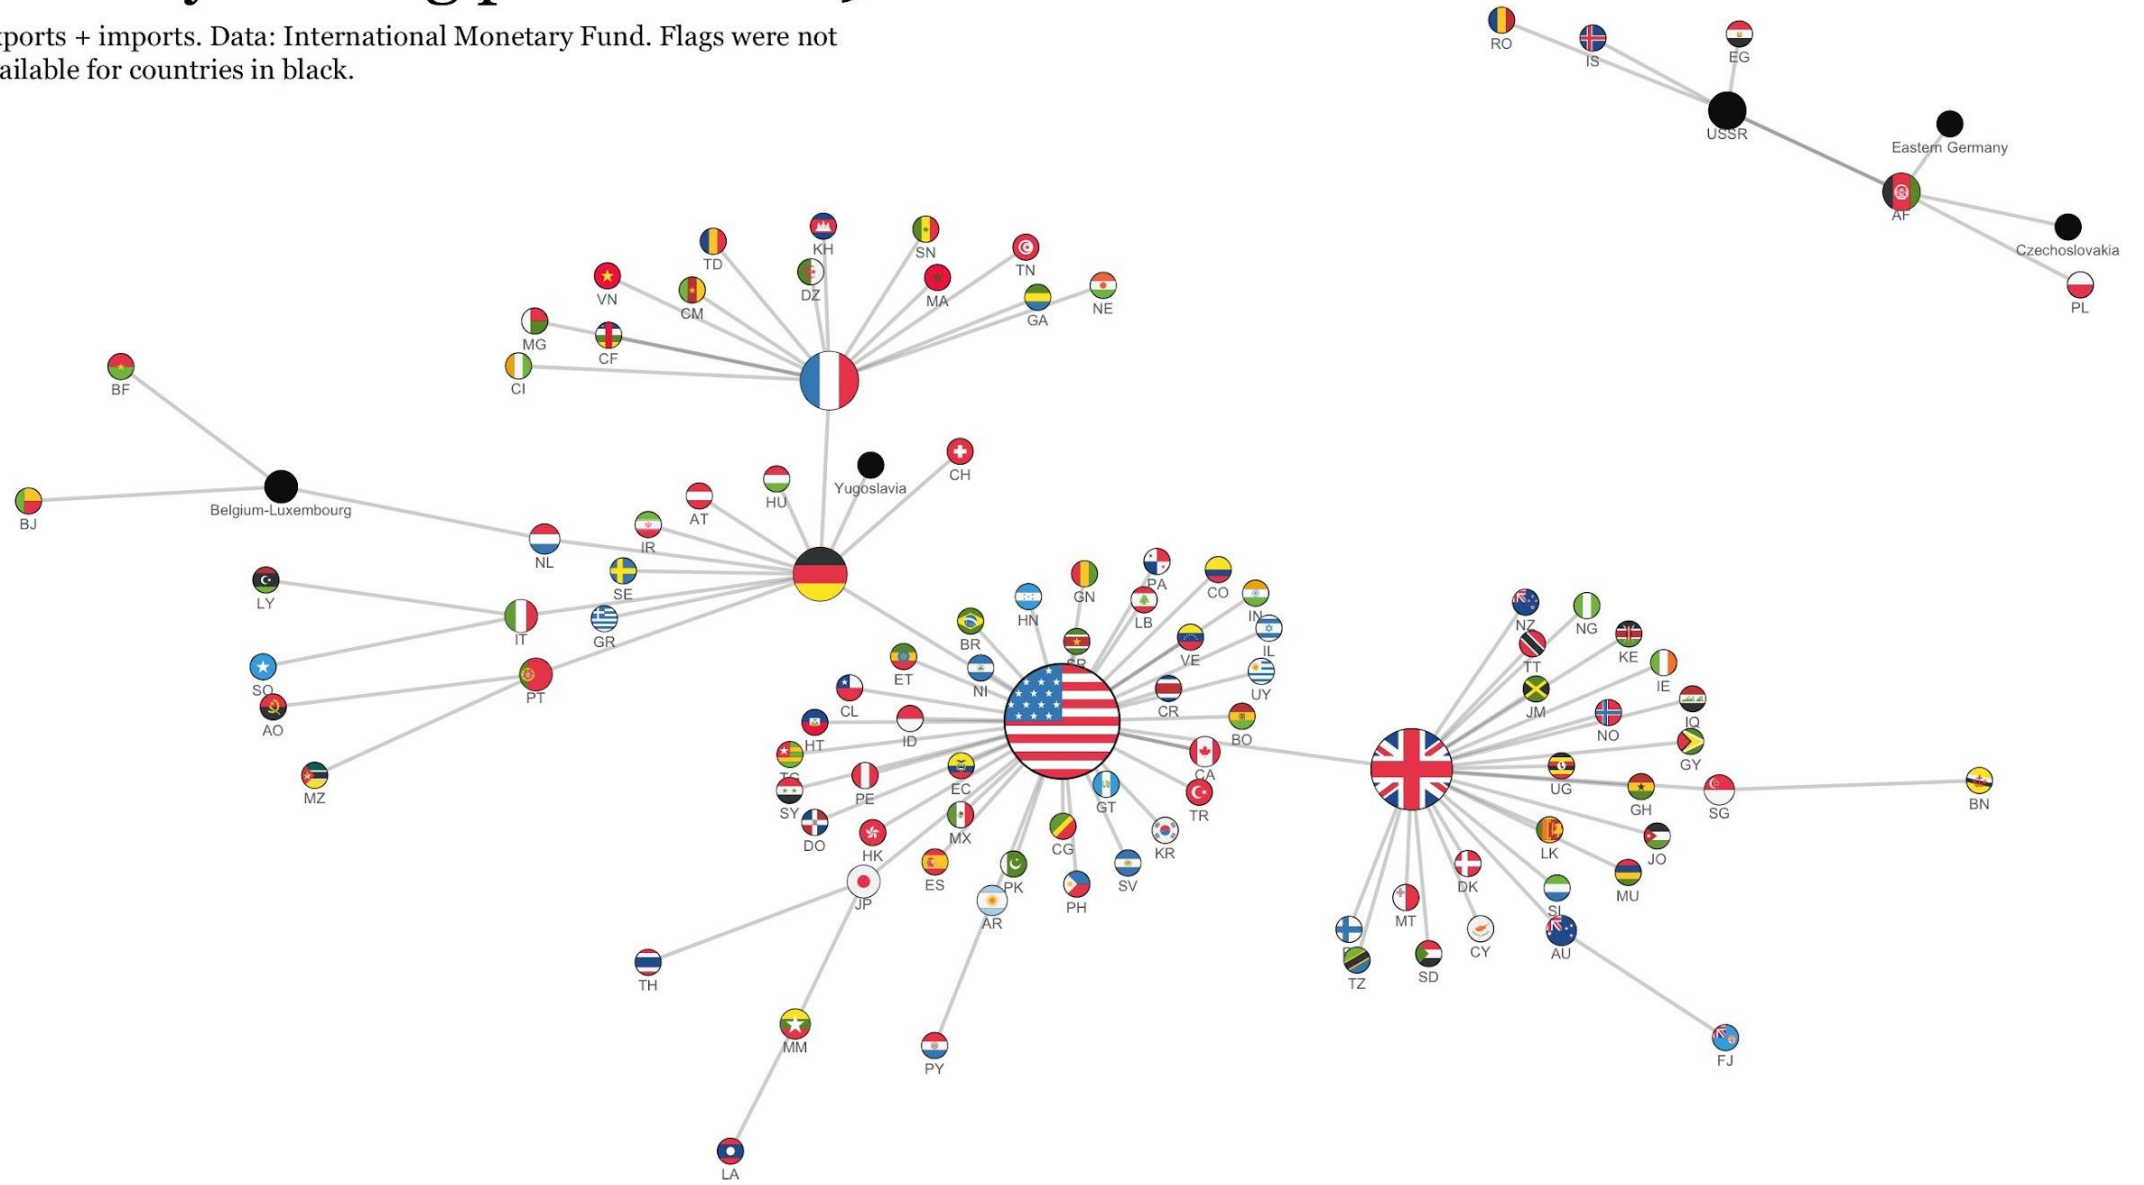 xports + imports. Data: International Monetary Fund. Flags were not
ailable for countries in black.
RO
IS
EG
USSR
Eastern Germany
AF
Czechoslovakia
PL
KH
SN
TD
TN
VN
DZ
MA
CM
GA
NE
MG
CF
CI
BF
BJ
Belgium-Luxembourg
NL
HU
Yugoslavia
CH
AT
IR
SE
GR
LY
IT
SO
AO
PT
MZ
PA
CO
GN
LB
HN
IN
BR
IL
VE
SR
ET
NI
UY
CL
CR
HT
ID
BO
TG
CA
PE
EC
GT
SY
TR
DO
MX
HK
CG
KR
ES
PK
SV
JP
AR
PH
TH
MM
PY
LA
NZ
NG
TT
KE
IE
JM
IQ
NO
GY
UG
GH
SG
BN
LK
JO
DK
MU
MT
SL
CY
AU
SD
TZ
FJ